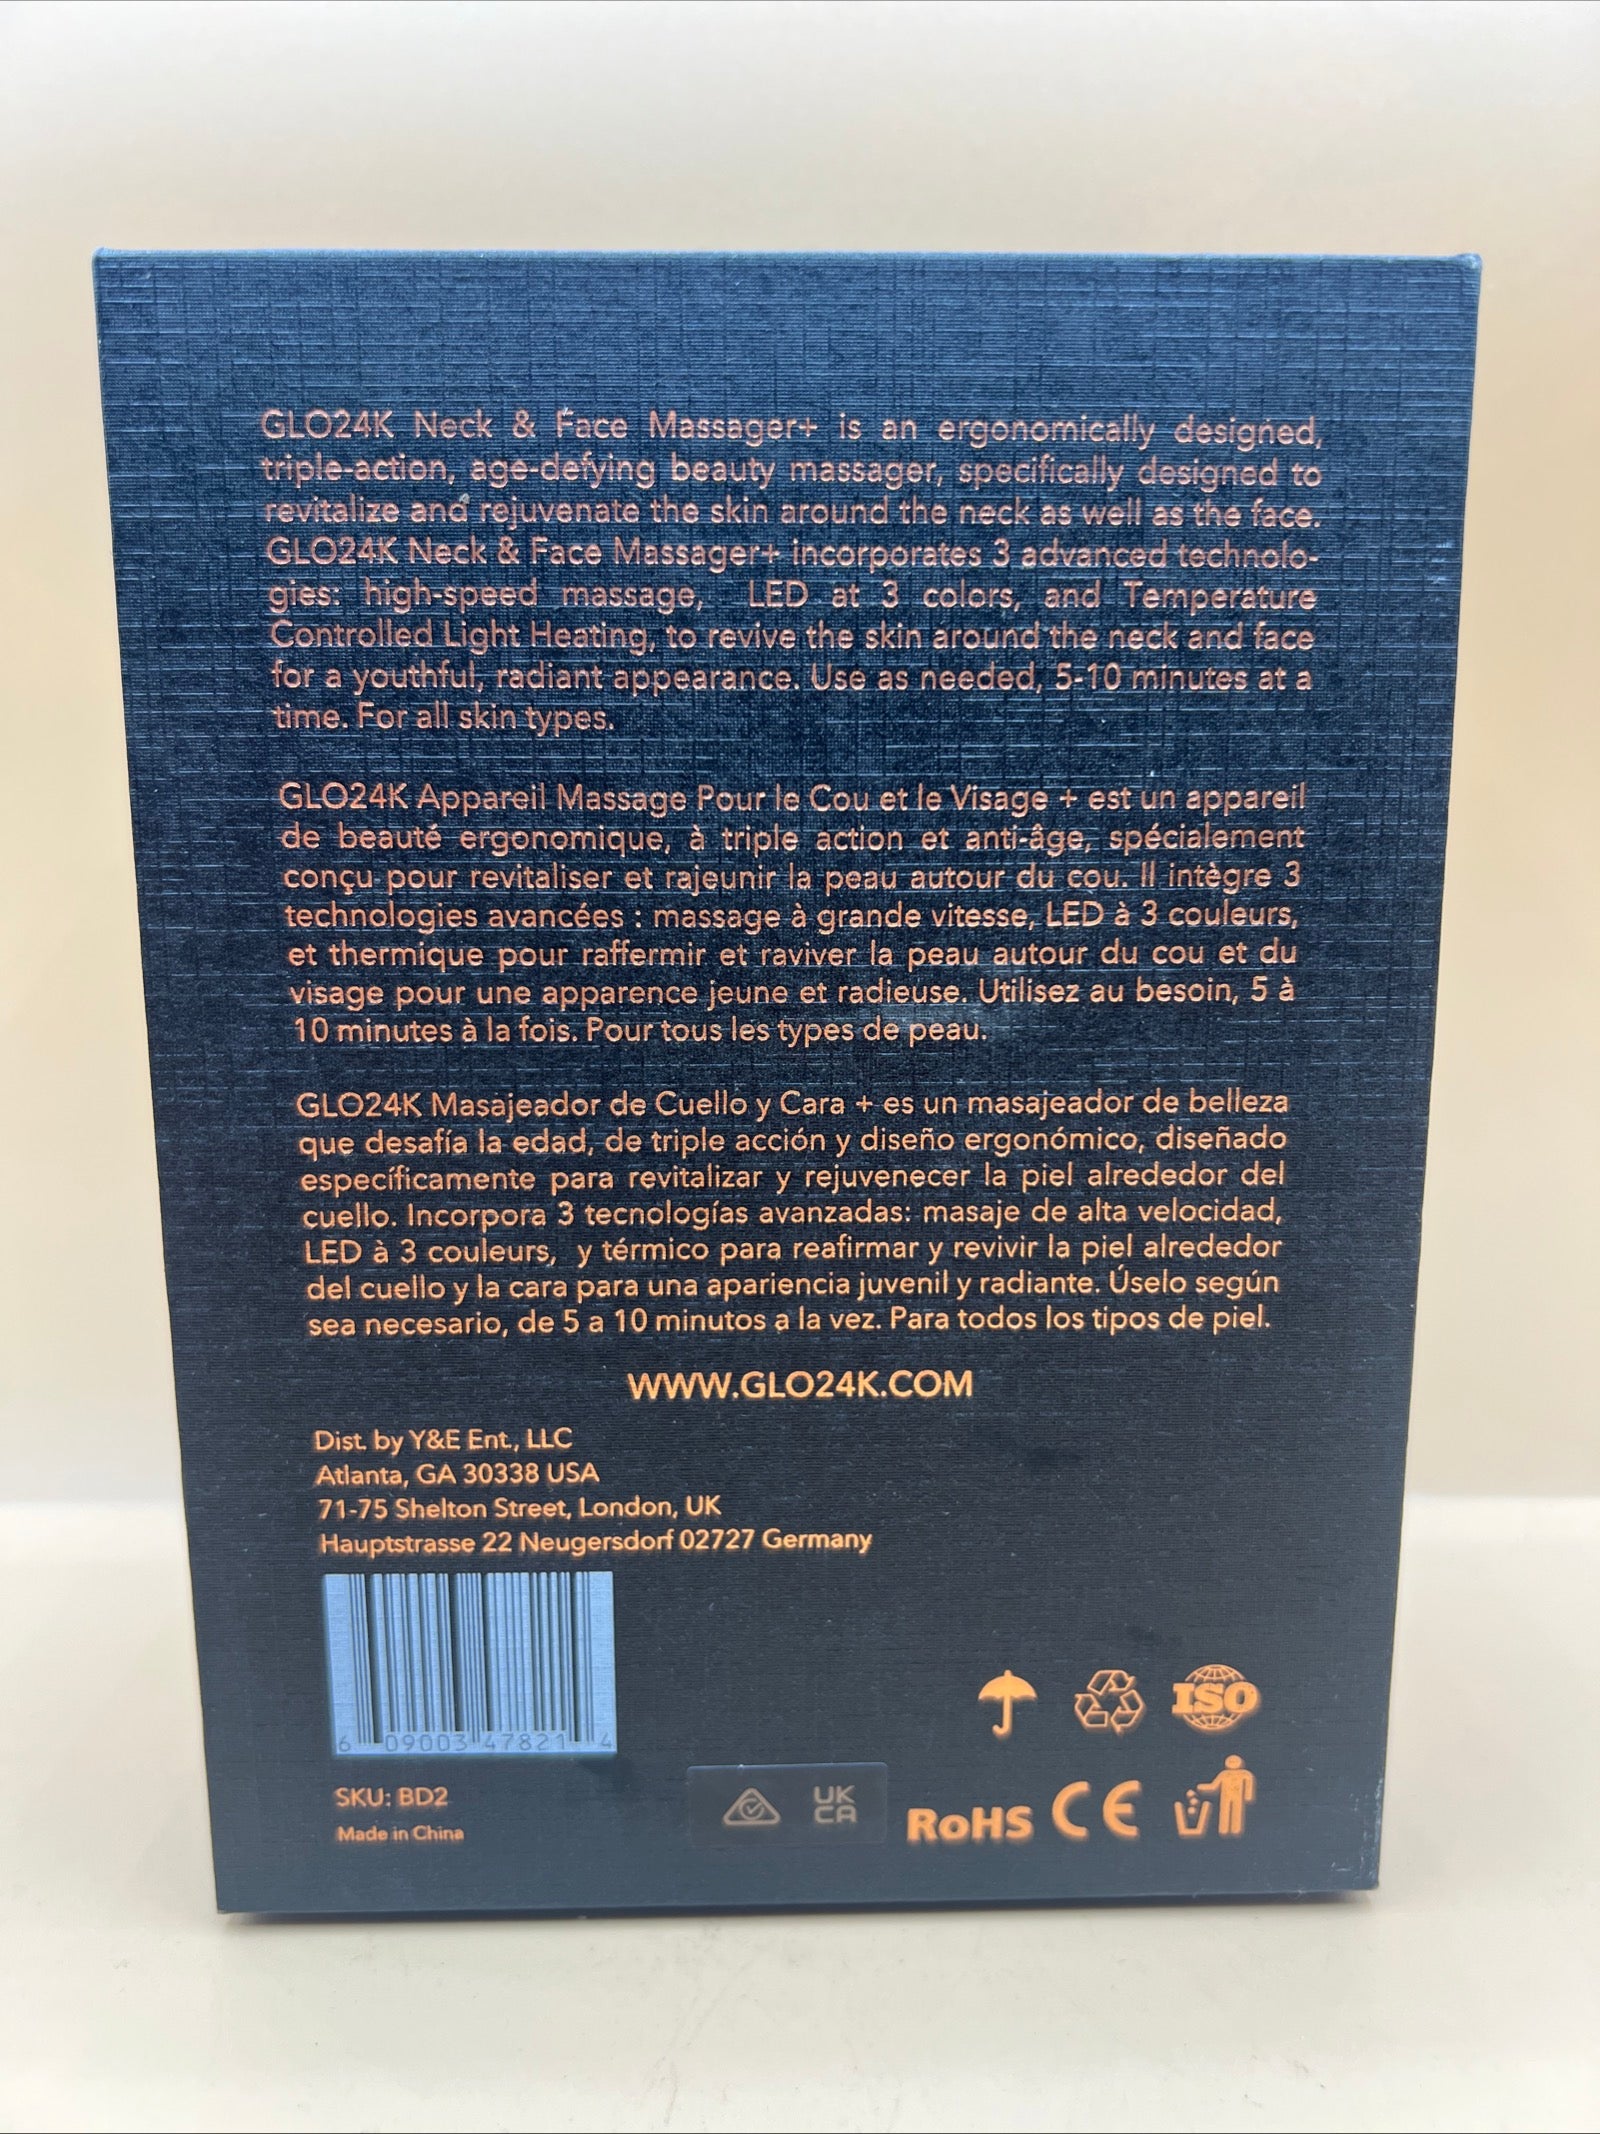 GLO24K Neck & Face Massager+ is an ergonomically designed,
triple-action, age-defying beauty massager, specifically designed to
revitalize and rejuvenate the skin around the neck as well as the face.
GLO24K Neck & Face Massager+ incorporates 3 advanced technolo-
gies: high-speed massage, LED at 3 colors, and Temperature
Controlled Light Heating, to revive the skin around the neck and face
for a youthful, radiant appearance. Use as needed, 5-10 minutes at a
time. For all skin types.
GLO24K Appareil Massage Pour le Cou et le Visage + est un appareil
de beauté ergonomique, à triple action et anti-âge, spécialement
conçu pour revitaliser et rajeunir la peau autour du cou. Il intègre 3
technologies avancées : massage à grande vitesse, LED à 3 couleurs,
et thermique pour raffermir et raviver la peau autour du cou et du
visage pour une apparence jeune et radieuse. Utilisez au besoin, 5 à
10 minutes à la fois. Pour tous les types de peau.
GLO24K Masajeador de Cuello y Cara + es un masajeador de belleza
que desafía la edad, de triple acción y diseño ergonómico, diseñado
específicamente para revitalizar y rejuvenecer la piel alrededor del
cuello. Incorpora 3 tecnologías avanzadas: masaje de alta velocidad,
LED à 3 couleurs, y térmico para reafirmar y revivir la piel alrededor
del cuello y la cara para una apariencia juvenil y radiante. Úselo según
sea necesario, de 5 a 10 minutos a la vez. Para todos los tipos de piel.
WWW.GLO24K.COM
Dist. by Y&E Ent., LLC
Atlanta, GA 30338 USA
71-75 Shelton Street, London, UK
Hauptstrasse 22 Neugersdorf 02727 Germany
6 09003 47821 4
ISO
SKU: BD2
Made in China
UK
CA
RoHS CE